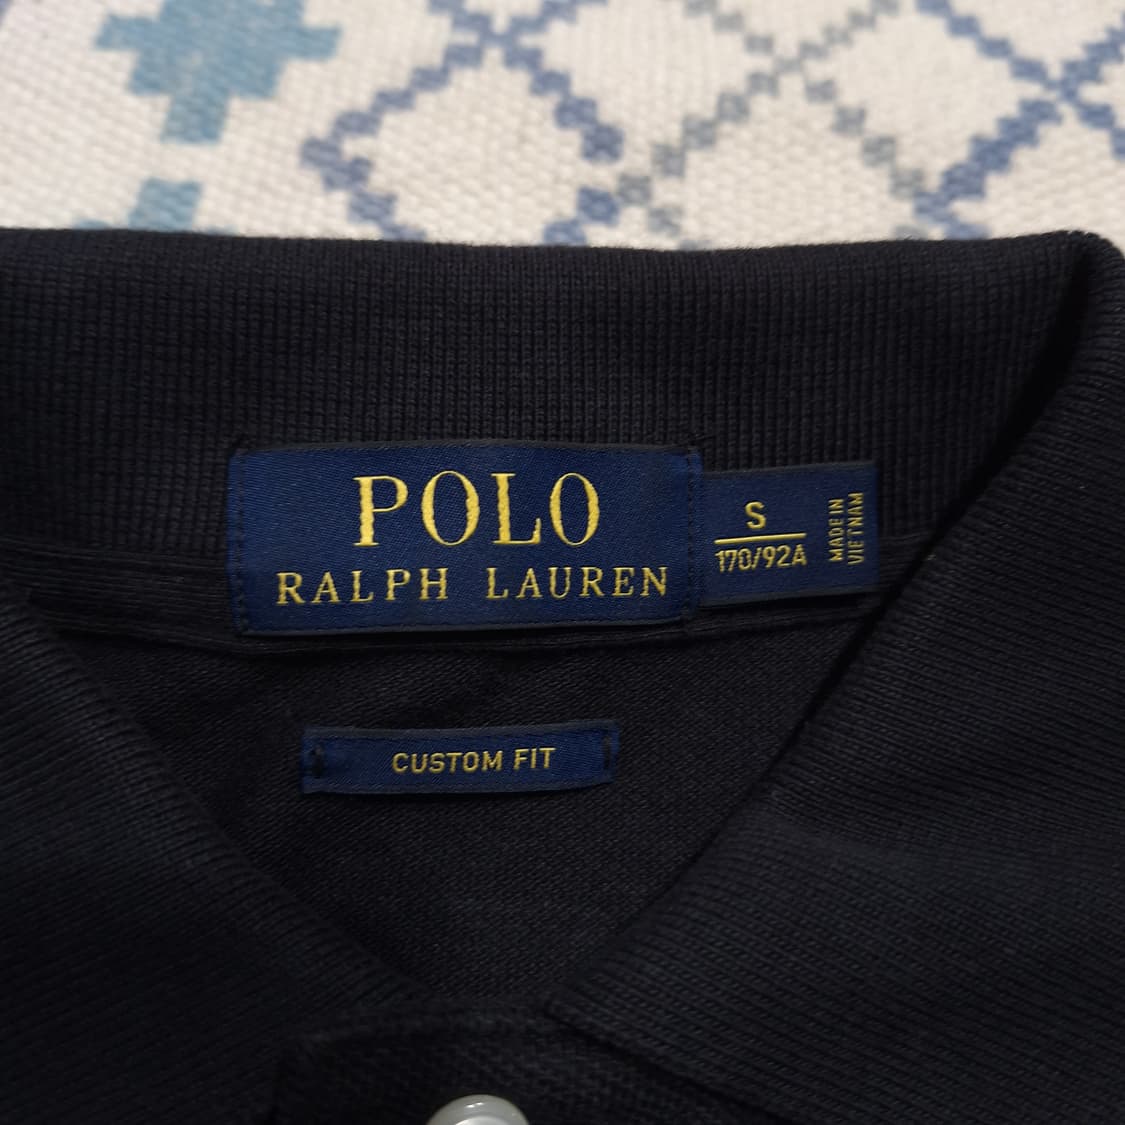 POLO
RALPH LAUREN
S
170/92A
MADE IN
VIETNAM
CUSTOM FIT